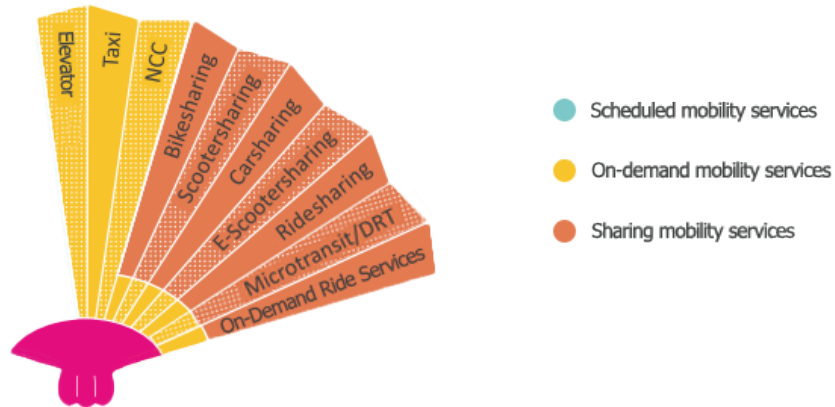 Elevator
Taxi
NCC
Bikesharing
Scootersharing
Carsharing
E-Scootersharing
Ridesharing
Microtransit/DRT
On-Demand Ride Services
Scheduled mobility services
On-demand mobility services
Sharing mobility services